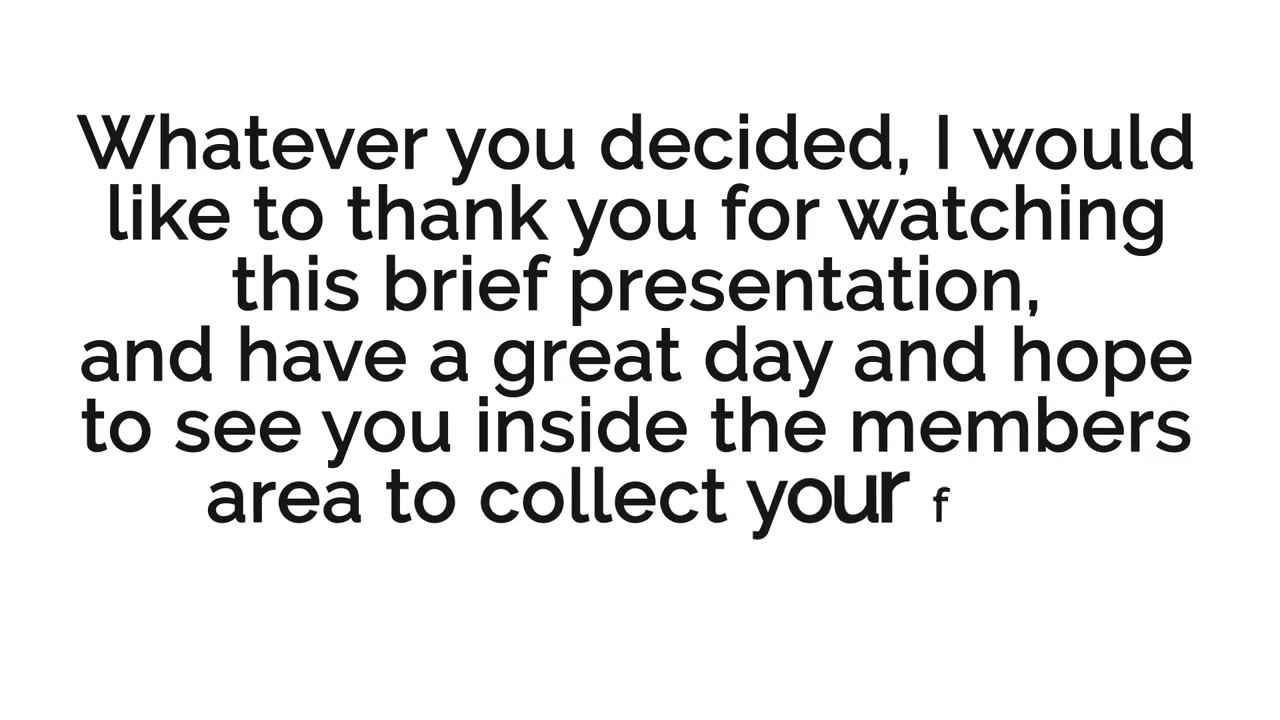 Whatever you decided, I would
like to thank you for watching
this brief presentation,
and have a great day and hope
to see you inside the members
area to collect your f